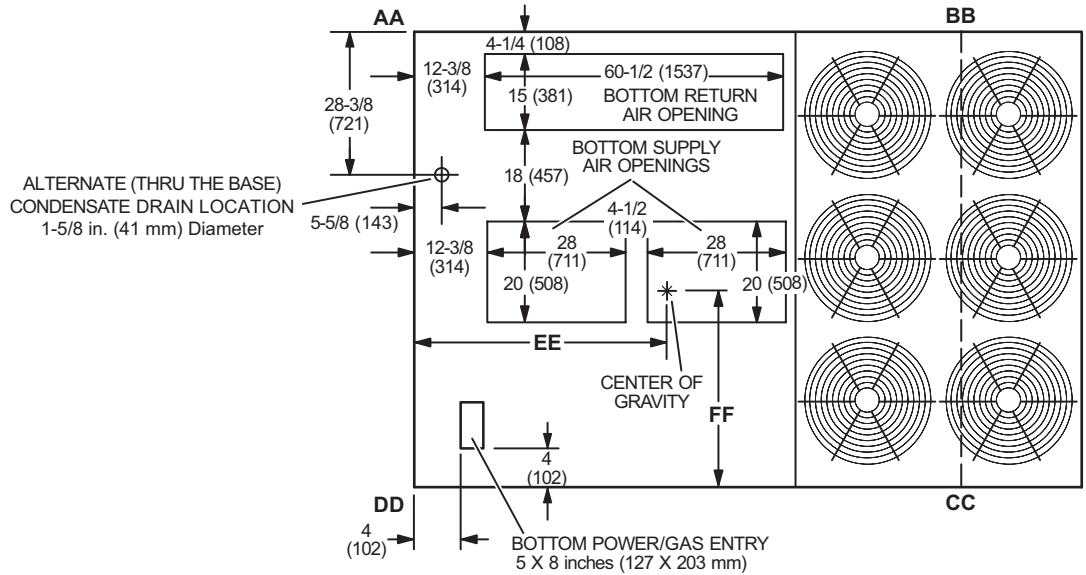 AA
BB
4-1/4 (108)
12-3/8
(314)
60-1/2 (1537)
28-3/8
(721)
15 (381)
BOTTOM RETURN
AIR OPENING
BOTTOM SUPPLY
AIR OPENINGS
18 (457)
ALTERNATE (THRU THE BASE)
CONDENSATE DRAIN LOCATION
1-5/8 in. (41 mm) Diameter
5-5/8 (143)
4-1/2
(114)
12-3/8
(314)
28
(711)
28
(711)
20 (508)
20 (508)
EE
CENTER OF
GRAVITY
FF
4
(102)
DD
CC
4
(102)
BOTTOM POWER/GAS ENTRY
5 X 8 inches (127 X 203 mm)